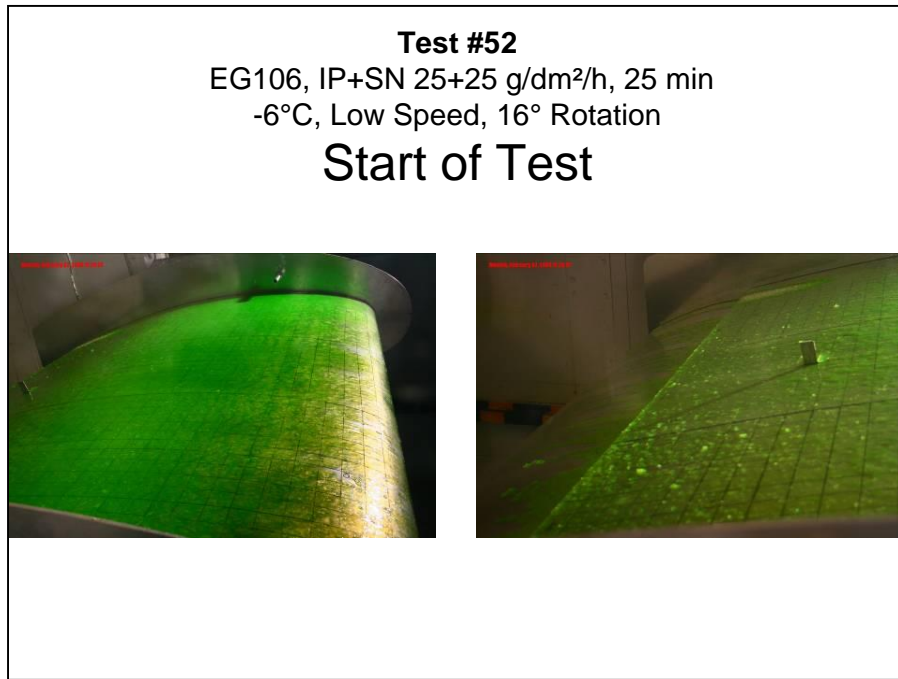 Test #52
EG106, IP+SN 25+25 g/dm²/h, 25 min
-6°C, Low Speed, 16° Rotation
Start of Test